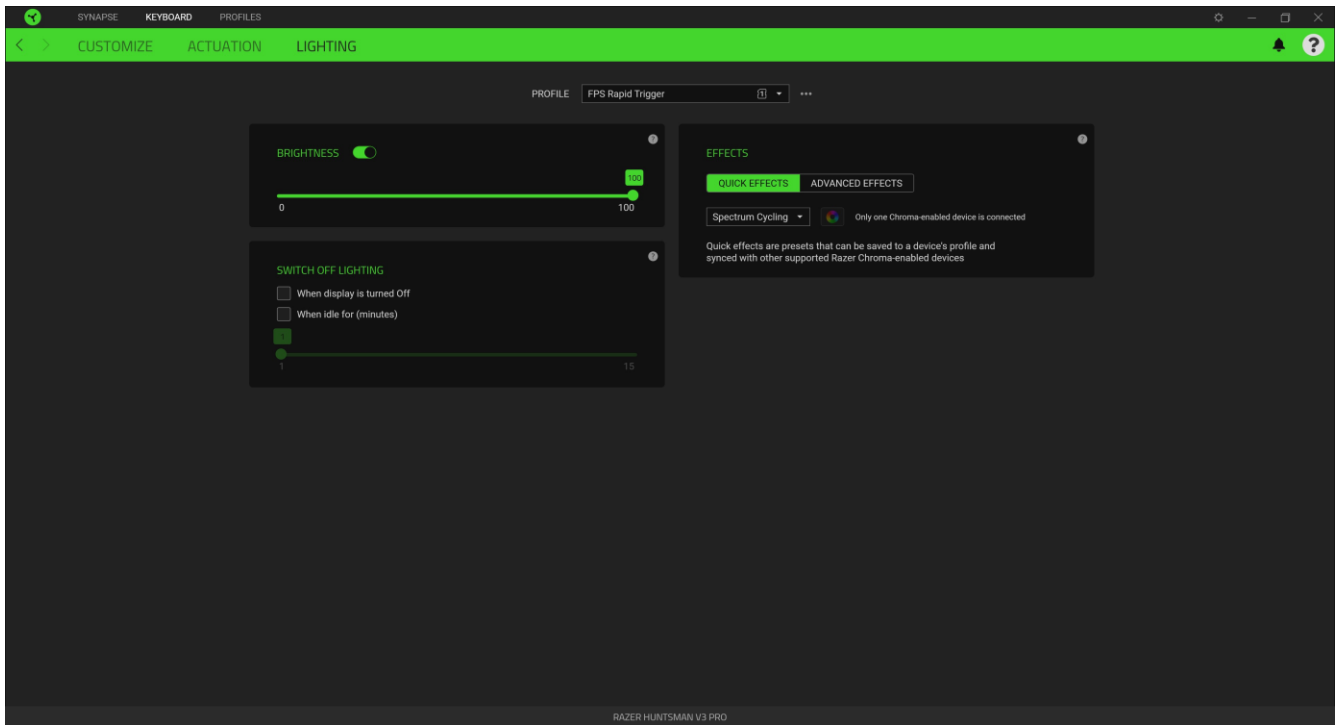 SYNAPSE KEYBOARD PROFILES
CUSTOMIZE ACTUATION LIGHTING
PROFILE FPS Rapid Trigger 1
BRIGHTNESS
100
0 100
SWITCH OFF LIGHTING
When display is turned Off
When idle for (minutes)
1
1 15
EFFECTS
QUICK EFFECTS ADVANCED EFFECTS
Spectrum Cycling Only one Chroma-enabled device is connected
Quick effects are presets that can be saved to a device's profile and
synced with other supported Razer Chroma-enabled devices
RAZER HUNTSMAN V3 PRO